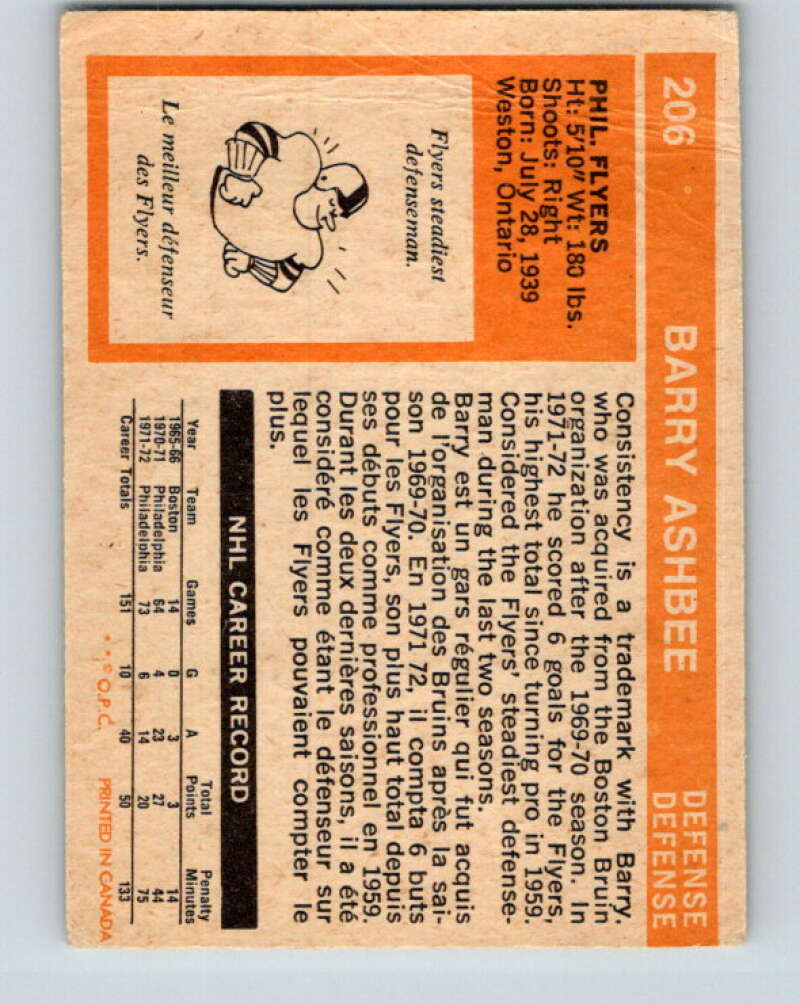 206 BARRY ASHBEE DEFENSE
DEFENSE
PHIL. FLYERS
Ht: 5'10" Wt: 180 lbs.
Shoots: Right
Born: July 28, 1939
Weston, Ontario
Flyers steadiest
defenseman.
Le meilleur défenseur
des Flyers.
Consistency is a trademark with Barry,
who was acquired from the Boston Bruin
organization after the 1969-70 season. In
1971-72 he scored 6 goals for the Flyers,
his highest total since turning pro in 1959.
Considered the Flyers' steadiest defense-
man during the last two seasons.
Barry est un gars régulier qui fut acquis
de l'organisation des Bruins après la sai-
son 1969-70. En 1971 72, il compta 6 buts
pour les Flyers, son plus haut total depuis
ses débuts comme professionnel en 1959.
Durant les deux dernières saisons, il a été
considéré comme étant le défenseur sur
lequel les Flyers pouvaient compter le
plus.
NHL CAREER RECORD
Year Team Games G A Total Points Penalty Minutes
1965-66 Boston 14 0 3 3 14
1970-71 Philadelphia 64 4 23 27 44
1971-72 Philadelphia 73 6 14 20 75
Career Totals 151 10 40 50 133
* * © O.P.C. PRINTED IN CANADA